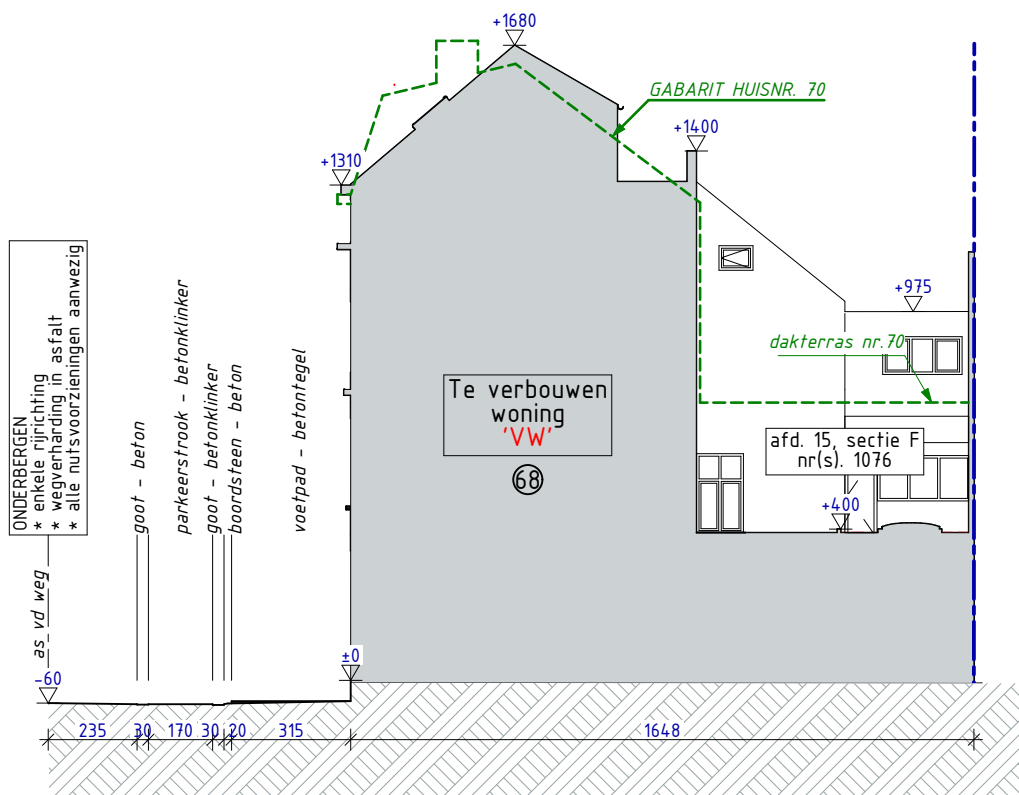 +1680
GABARIT HUISNR. 70
+1400
+1310
+975
dakterras nr.70
ONDERBERGEN
* enkele rijrichting
* wegverharding in asfalt
* alle nutsvoorzieningen aanwezig
goot - beton
parkeerstrook - betonklinker
goot - betonklinker
boordsteen - beton
voetpad - betontegel
Te verbouwen
woning
'VW'
68
afd. 15, sectie F
nr(s). 1076
+400
as vd weg
±0
-60
235
30
170
30
20
315
1648